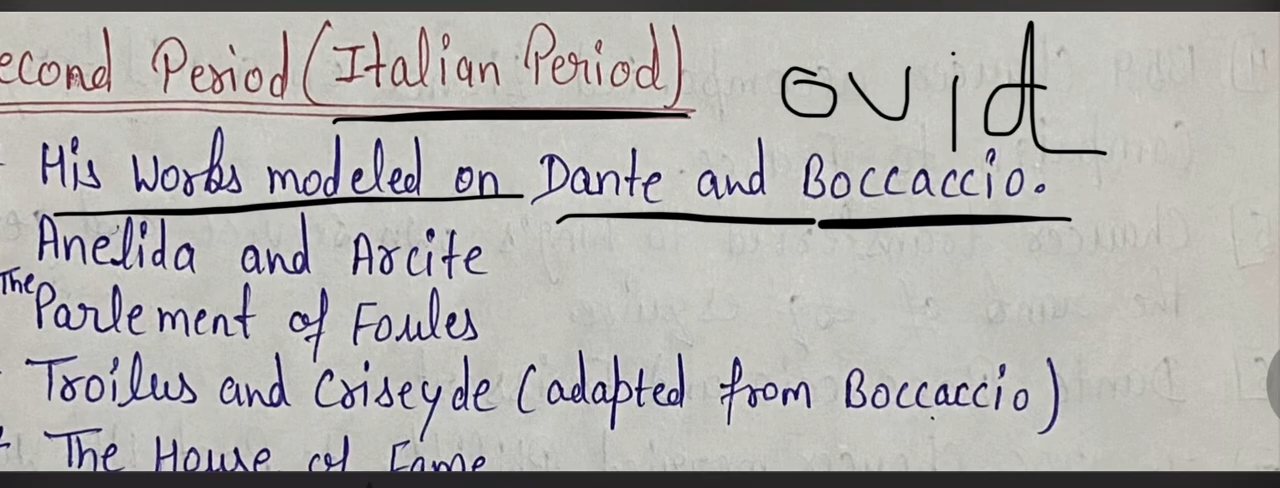 econd Period (Italian Period) ovid
His Works modeled on Dante and Boccaccio.
Anelida and Arcite
The Parlement of Foules
Troilus and Criseyde (adapted from Boccaccio)
The House of Fame